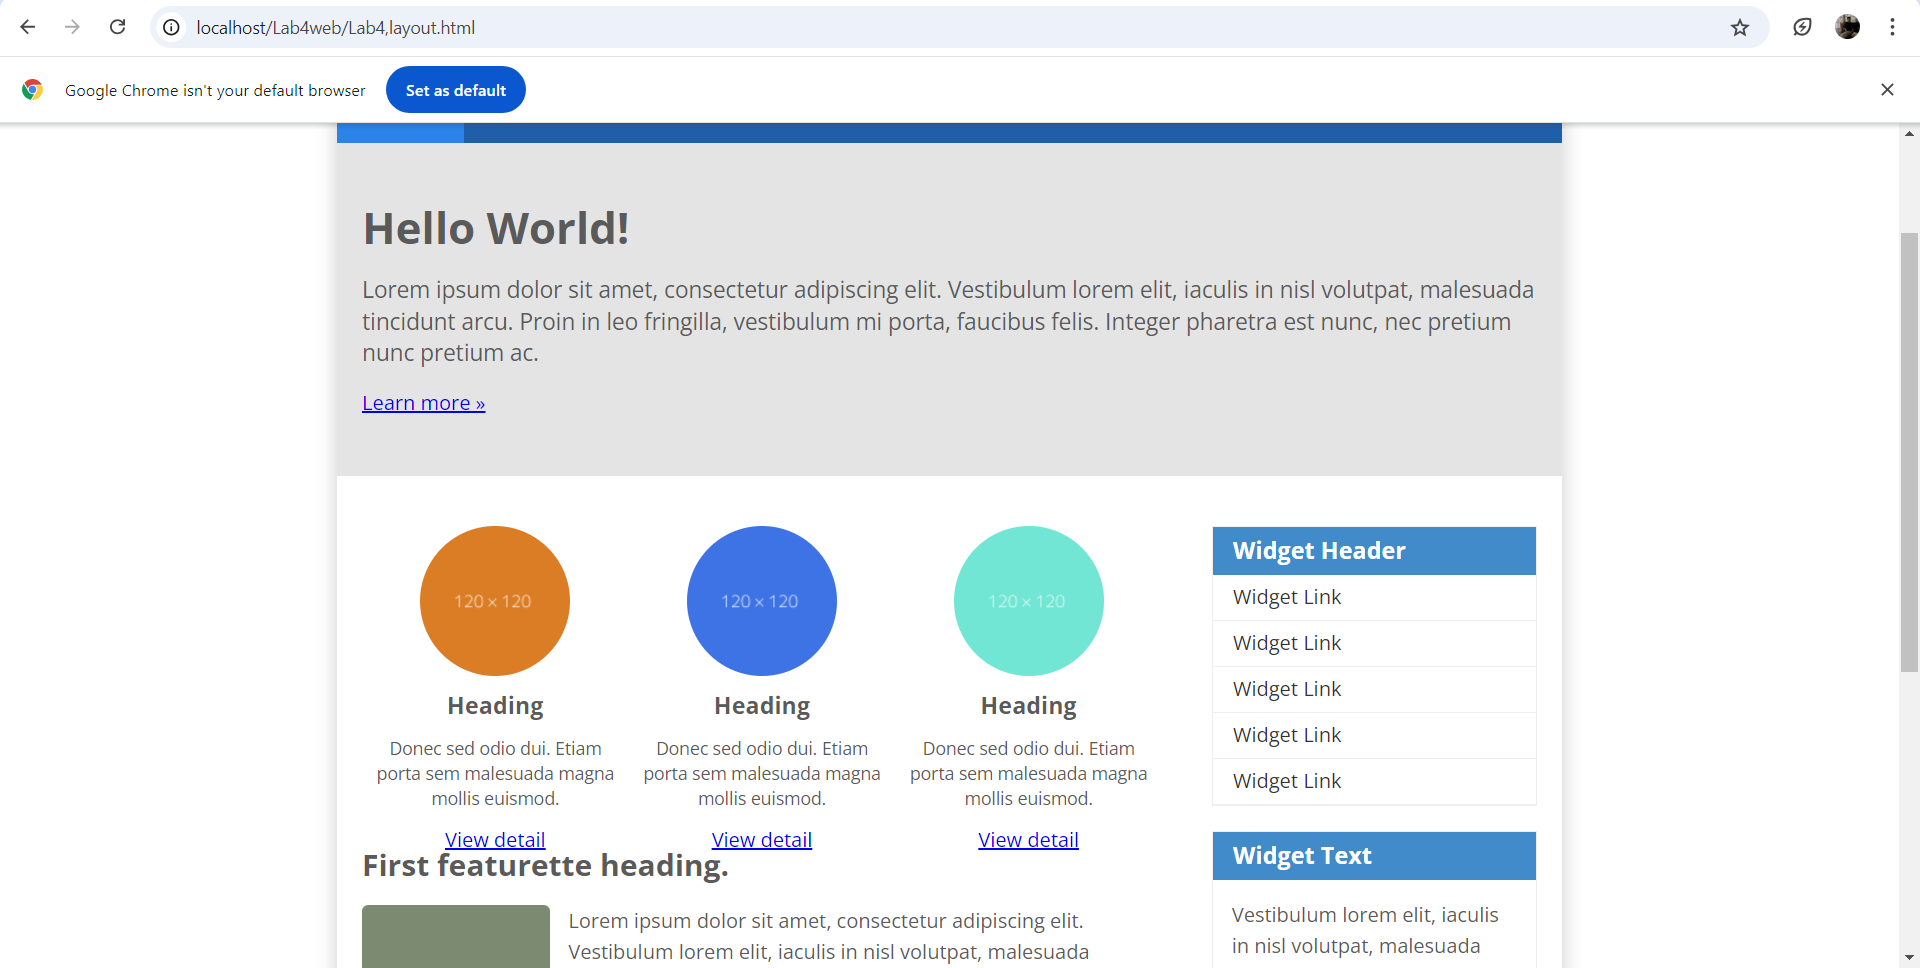 localhost/Lab4web/Lab4,layout.html
Google Chrome isn't your default browser
Set as default
Hello World!
Lorem ipsum dolor sit amet, consectetur adipiscing elit. Vestibulum lorem elit, iaculis in nisl volutpat, malesuada
tincidunt arcu. Proin in leo fringilla, vestibulum mi porta, faucibus felis. Integer pharetra est nunc, nec pretium
nunc pretium ac.
Learn more »
120 × 120
Heading
Donec sed odio dui. Etiam
porta sem malesuada magna
mollis euismod.
View detail
120 × 120
Heading
Donec sed odio dui. Etiam
porta sem malesuada magna
mollis euismod.
View detail
120 × 120
Heading
Donec sed odio dui. Etiam
porta sem malesuada magna
mollis euismod.
View detail
First featurette heading.
Lorem ipsum dolor sit amet, consectetur adipiscing elit.
Vestibulum lorem elit, iaculis in nisl volutpat, malesuada
Widget Header
Widget Link
Widget Link
Widget Link
Widget Link
Widget Link
Widget Text
Vestibulum lorem elit, iaculis
in nisl volutpat, malesuada